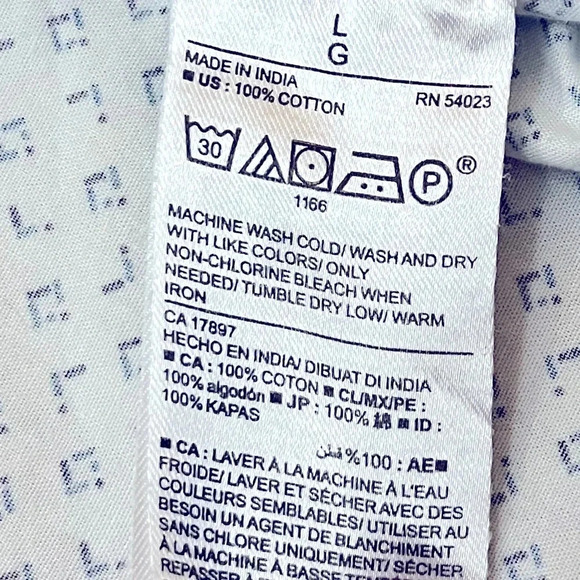 L
G
MADE IN INDIA
■ US : 100% COTTON RN 54023
30 P ®
1166
MACHINE WASH COLD/ WASH AND DRY
WITH LIKE COLORS/ ONLY
NON-CHLORINE BLEACH WHEN
NEEDED/ TUMBLE DRY LOW/ WARM
IRON
CA 17897
HECHO EN INDIA/ DIBUAT DI INDIA
■ CA : 100% COTON ■ CL/MX/PE :
100% algodón ■ JP : 100% 綿 ■ ID :
100% KAPAS
■AE : 100% قطن
■ CA : LAVER À LA MACHINE À L'EAU
FROIDE/ LAVER ET SÉCHER AVEC DES
COULEURS SEMBLABLES/ UTILISER AU
BESOIN UN AGENT DE BLANCHIMENT
SANS CHLORE UNIQUEMENT/ SÉCHER
À LA MACHINE À BASSE
REPASSER À